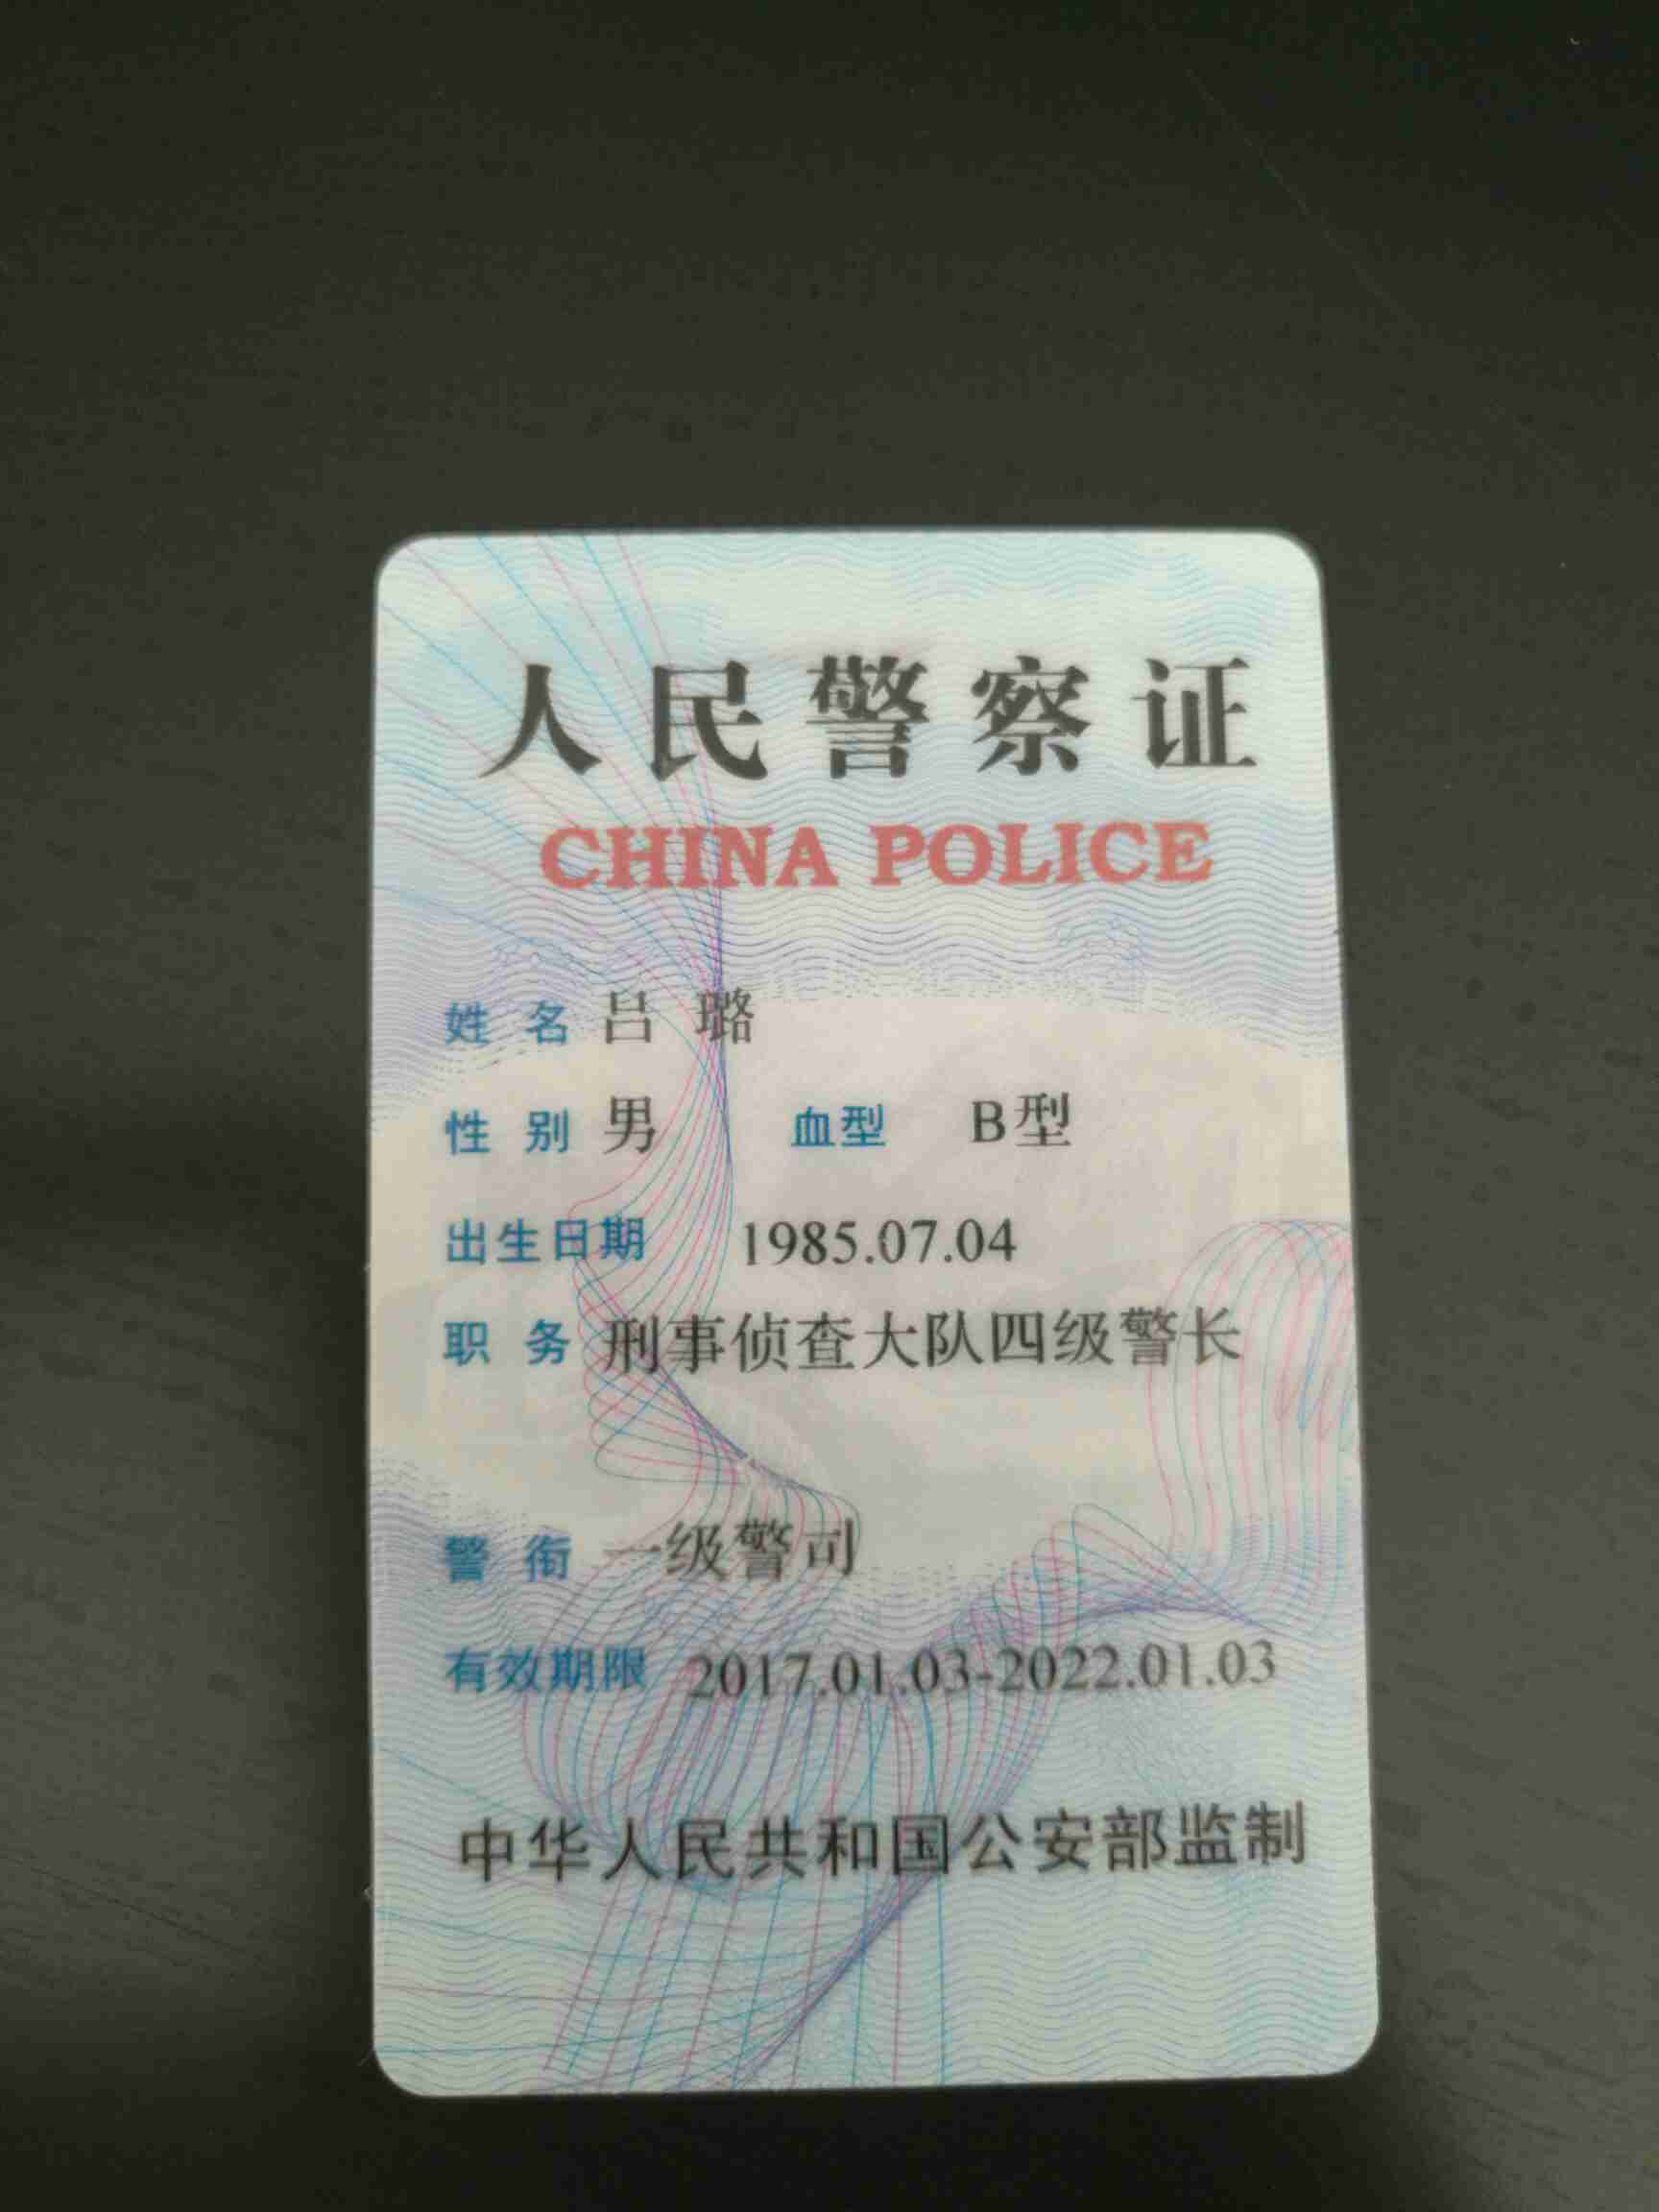 人民警察证
CHINA POLICE
姓名 吕璐
性别 男 血型 B型
出生日期 1985.07.04
职务 刑事侦查大队四级警长
警衔 一级警司
有效期限 2017.01.03-2022.01.03
中华人民共和国公安部监制